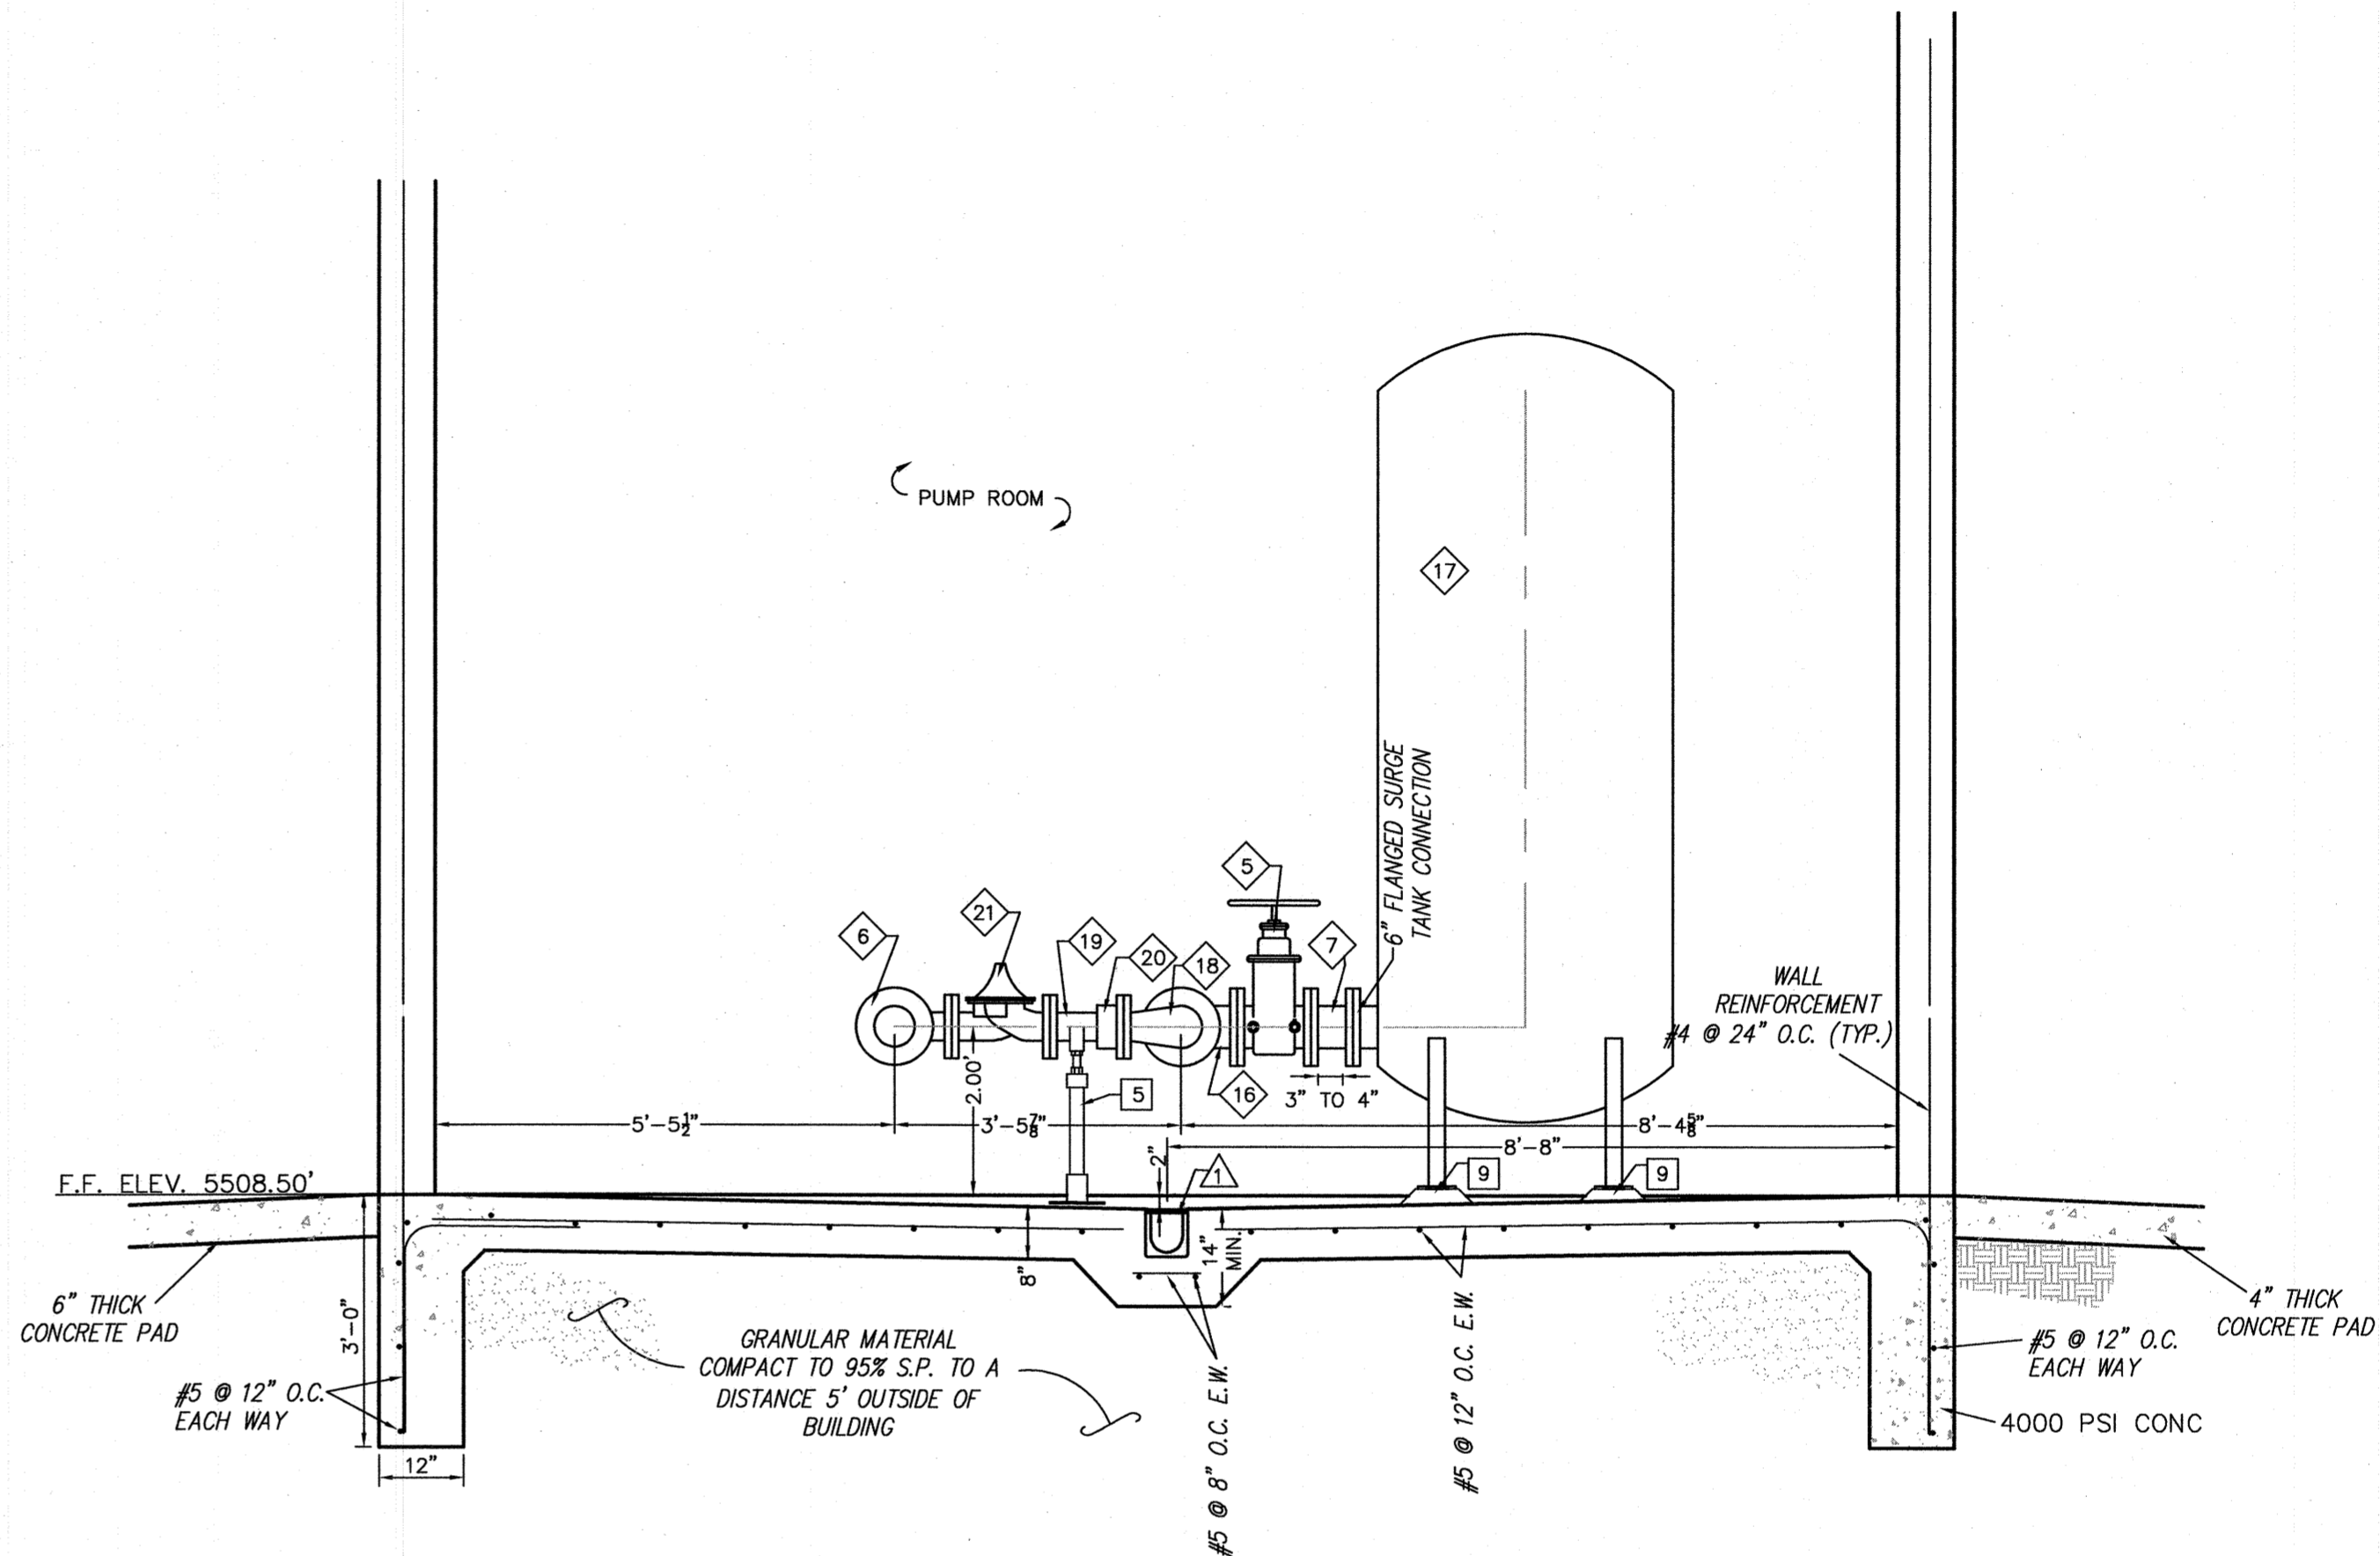 PUMP ROOM
17
6" FLANGED SURGE
TANK CONNECTION
5
21
6
19
20
18
7
WALL
REINFORCEMENT
#4 @ 24" O.C. (TYP.)
2.00'
5
16
3" TO 4"
5'-5½"
3'-5⅞"
8'-4⅝"
8'-8"
2"
1
9
9
F.F. ELEV. 5508.50'
8"
14"
MIN.
6" THICK
CONCRETE PAD
3'-0"
GRANULAR MATERIAL
COMPACT TO 95% S.P. TO A
DISTANCE 5' OUTSIDE OF
BUILDING
4" THICK
CONCRETE PAD
#5 @ 12" O.C.
EACH WAY
#5 @ 12" O.C.
EACH WAY
4000 PSI CONC
12"
#5 @ 8" O.C. E.W.
#5 @ 12" O.C. E.W.